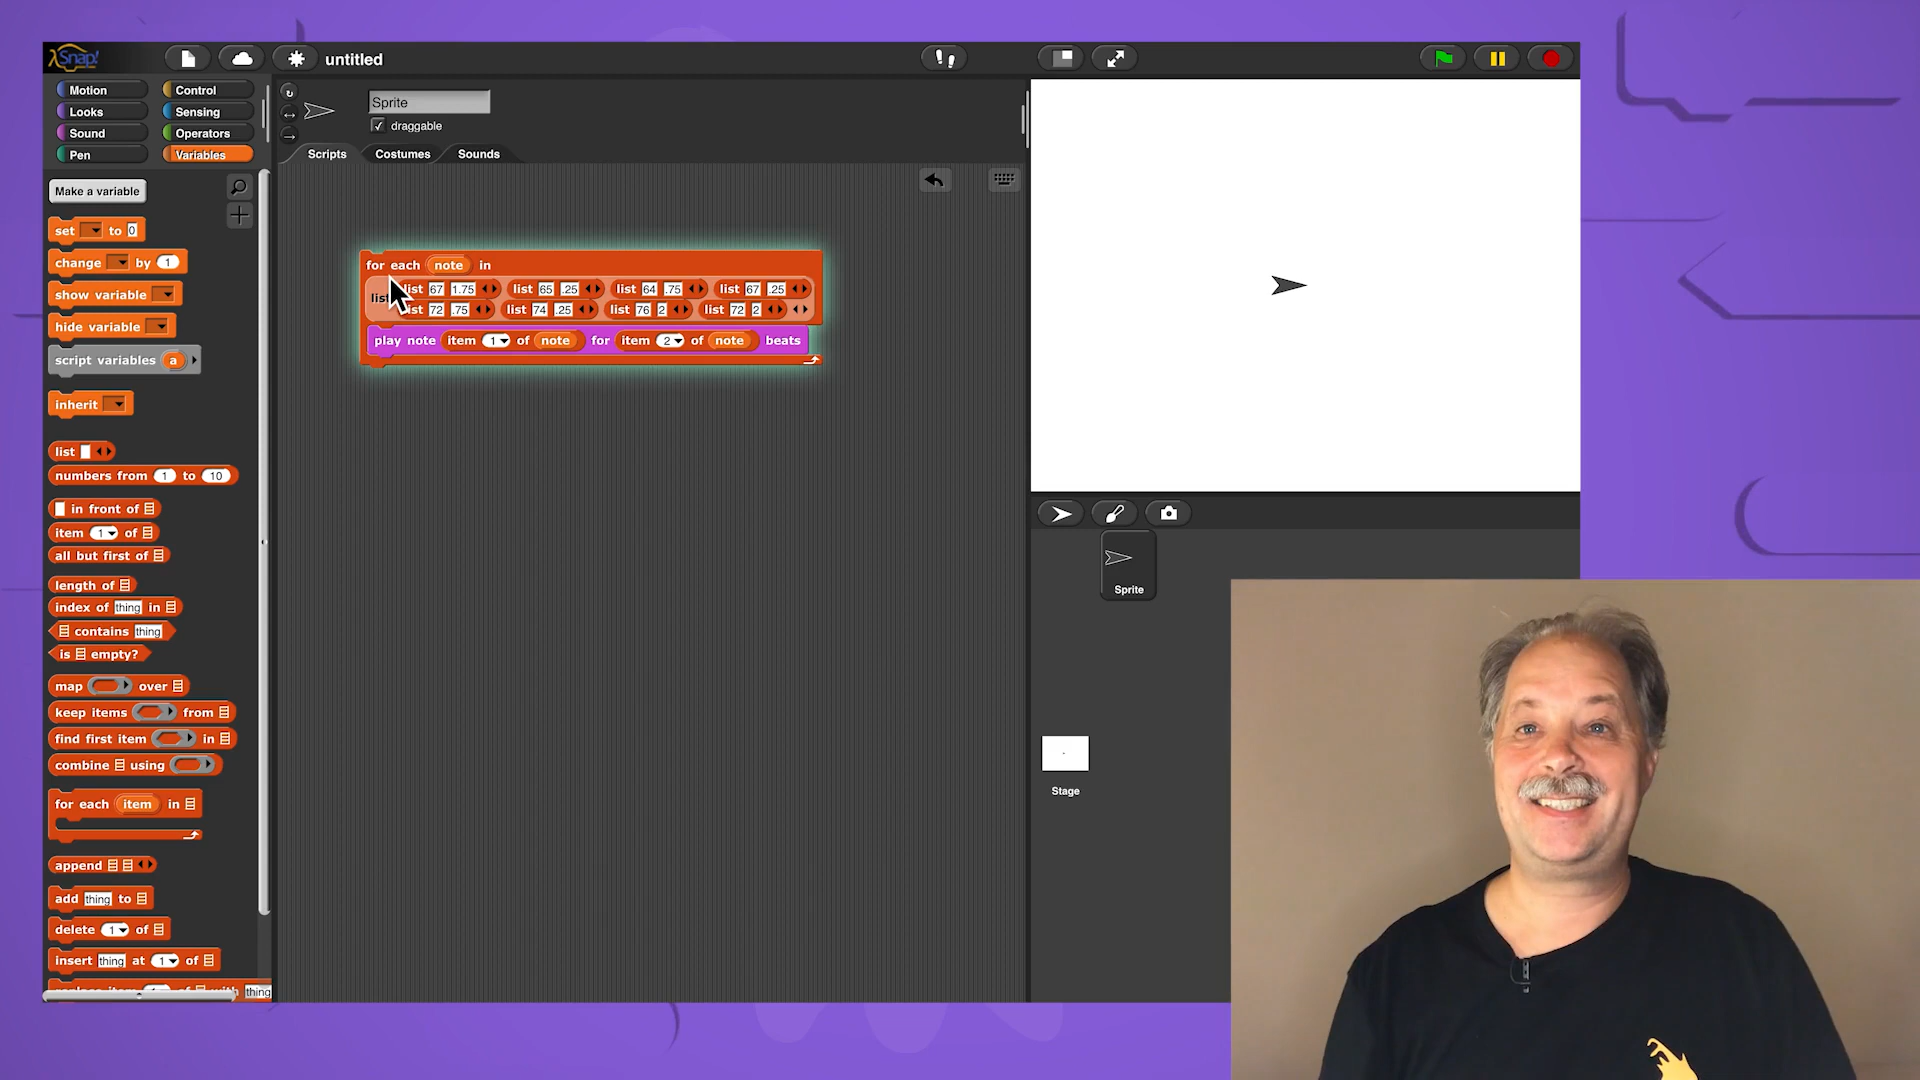 λSnap!
untitled
Motion
Control
Looks
Sensing
Sound
Operators
Pen
Variables
Sprite
draggable
Scripts
Costumes
Sounds
Make a variable
set to 0
change by 1
show variable
hide variable
script variables a
inherit
list
numbers from 1 to 10
in front of
item 1 of
all but first of
length of
index of thing in
contains thing
is empty?
map over
keep items from
find first item in
combine using
for each item in
append
add thing to
delete 1 of
insert thing at 1 of
thing
for each note in
list 67 1.75 list 65 .25 list 64 .75 list 67 .25
72 .75 list 74 .25 list 76 2 list 72 2
play note item 1 of note for item 2 of note beats
Sprite
Stage